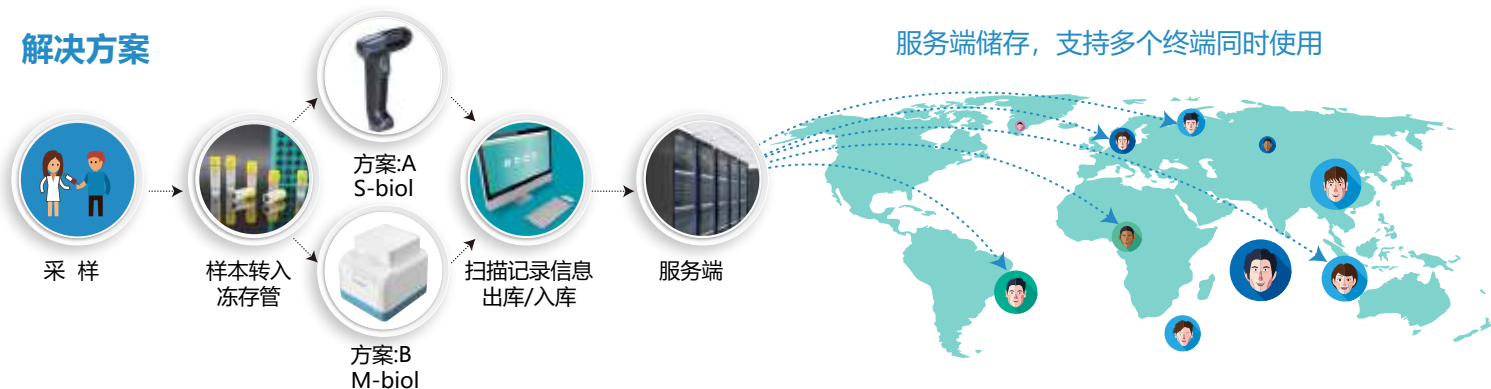 解决方案
服务端储存，支持多个终端同时使用
采 样
样本转入
冻存管
方案:A
S-biol
方案:B
M-biol
扫描记录信息
出库/入库
服务端